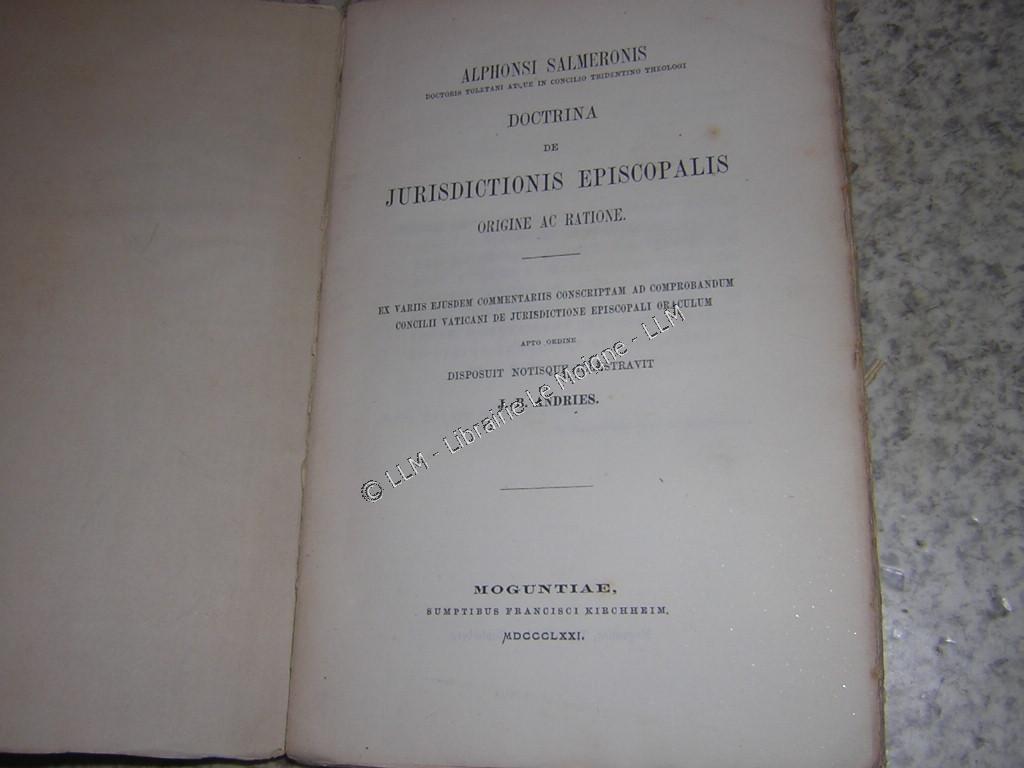 ALPHONSI SALMERONIS
DOCTORIS TOLETANI ATQUE IN CONCILIO TRIDENTINO THEOLOGI
DOCTRINA
DE
JURISDICTIONIS EPISCOPALIS
ORIGINE AC RATIONE.
EX VARIIS EJUSDEM COMMENTARIIS CONSCRIPTAM AD COMPROBANDUM
CONCILII VATICANI DE JURISDICTIONE EPISCOPALI ORACULUM
APTO ORDINE
DISPOSUIT NOTISQUE ILLUSTRAVIT
J. B. ANDRIES.
© LLM - Librairie Le Moigne - LLM
MOGUNTIAE,
SUMPTIBUS FRANCISCI KIRCHHEIM,
MDCCCLXXI.